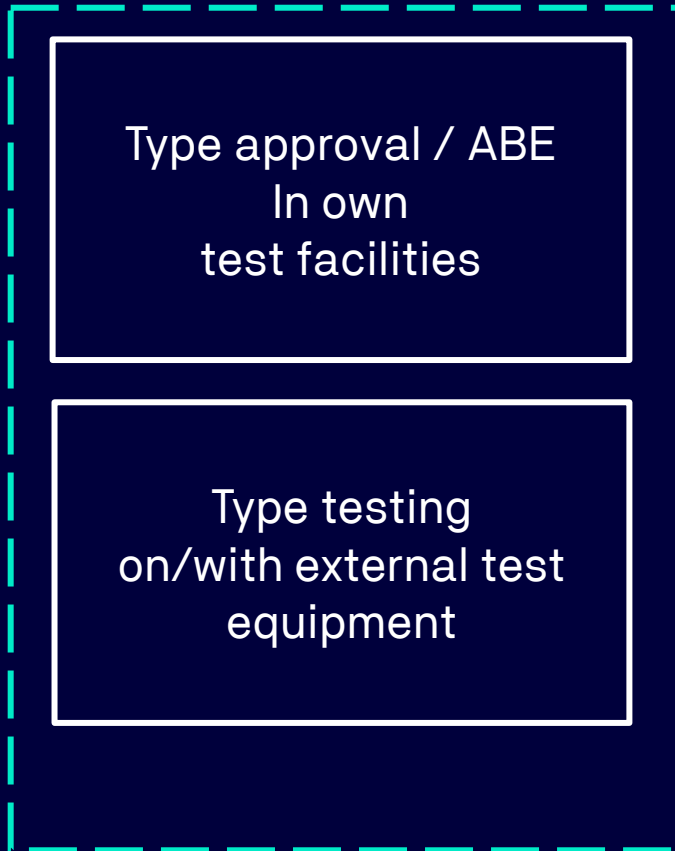 Type approval / ABE
In own
test facilities
Type testing
on/with external test
equipment